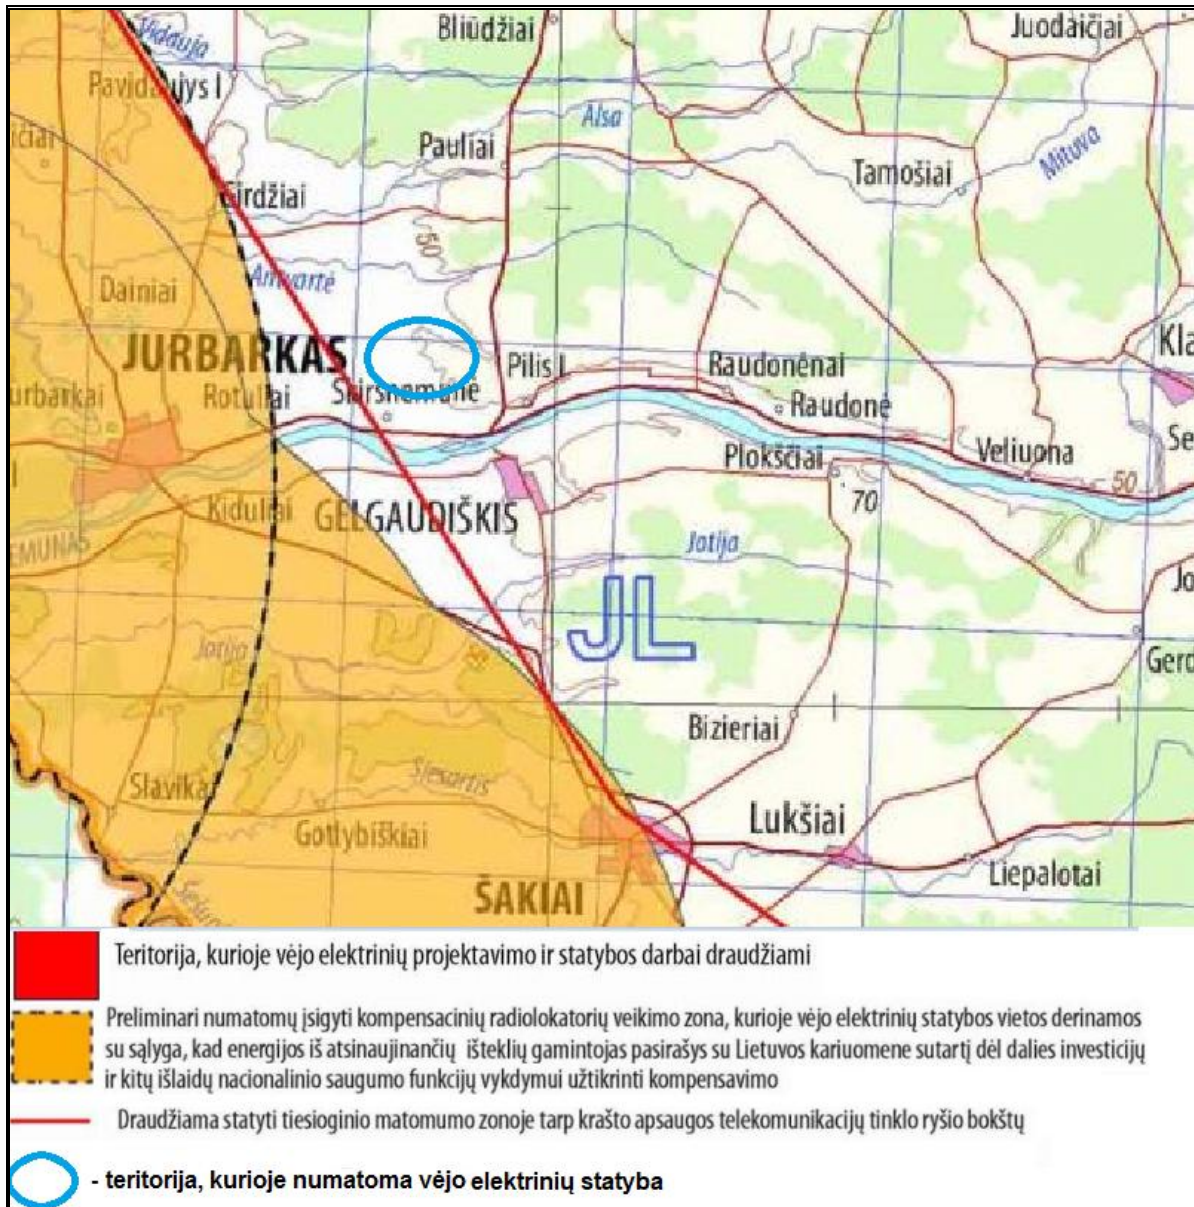 Vidauja
Bliūdžiai
Juodaičiai
Pavidaujys I
Alsa
ičiai
Pauliai
Mituva
Tamošiai
Girdžiai
50
Antvartė
Dainiai
JURBARKAS
Pilis I
Raudonėnai
Kla
urbarkai
Rotuliai
Skirsnemunė
Raudonė
Plokščiai
Veliuona
Se
70
50
Kiduliai
GELGAUDIŠKIS
EMUNAS
Jotija
Jo
JL
Jotija
Gerd
Bizieriai
Slavika
Siesartis
Gotlybiškiai
Lukšiai
Liepalotai
ŠAKIAI
Teritorija, kurioje vėjo elektrinių projektavimo ir statybos darbai draudžiami
Preliminari numatomų įsigyti kompensacinių radiolokatorių veikimo zona, kurioje vėjo elektrinių statybos vietos derinamos
su sąlyga, kad energijos iš atsinaujinančių išteklių gamintojas pasirašys su Lietuvos kariuomene sutartį dėl dalies investicijų
ir kitų išlaidų nacionalinio saugumo funkcijų vykdymui užtikrinti kompensavimo
Draudžiama statyti tiesioginio matomumo zonoje tarp krašto apsaugos telekomunikacijų tinklo ryšio bokštų
- teritorija, kurioje numatoma vėjo elektrinių statyba